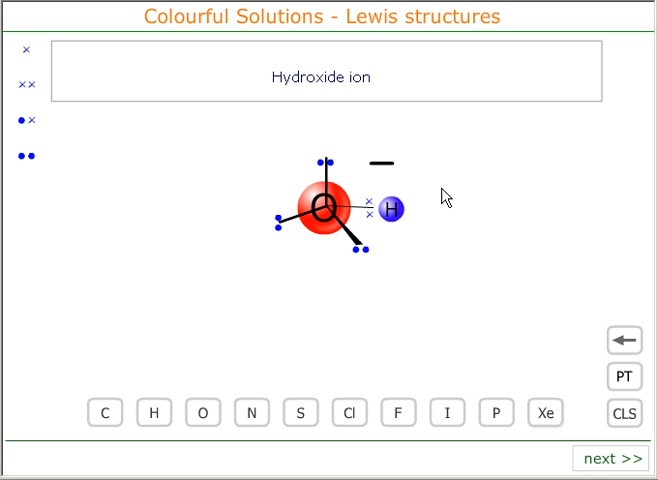 Colourful Solutions - Lewis structures
×
××
•×
••
Hydroxide ion
O
H
PT
C H O N S Cl F I P Xe
CLS
next >>